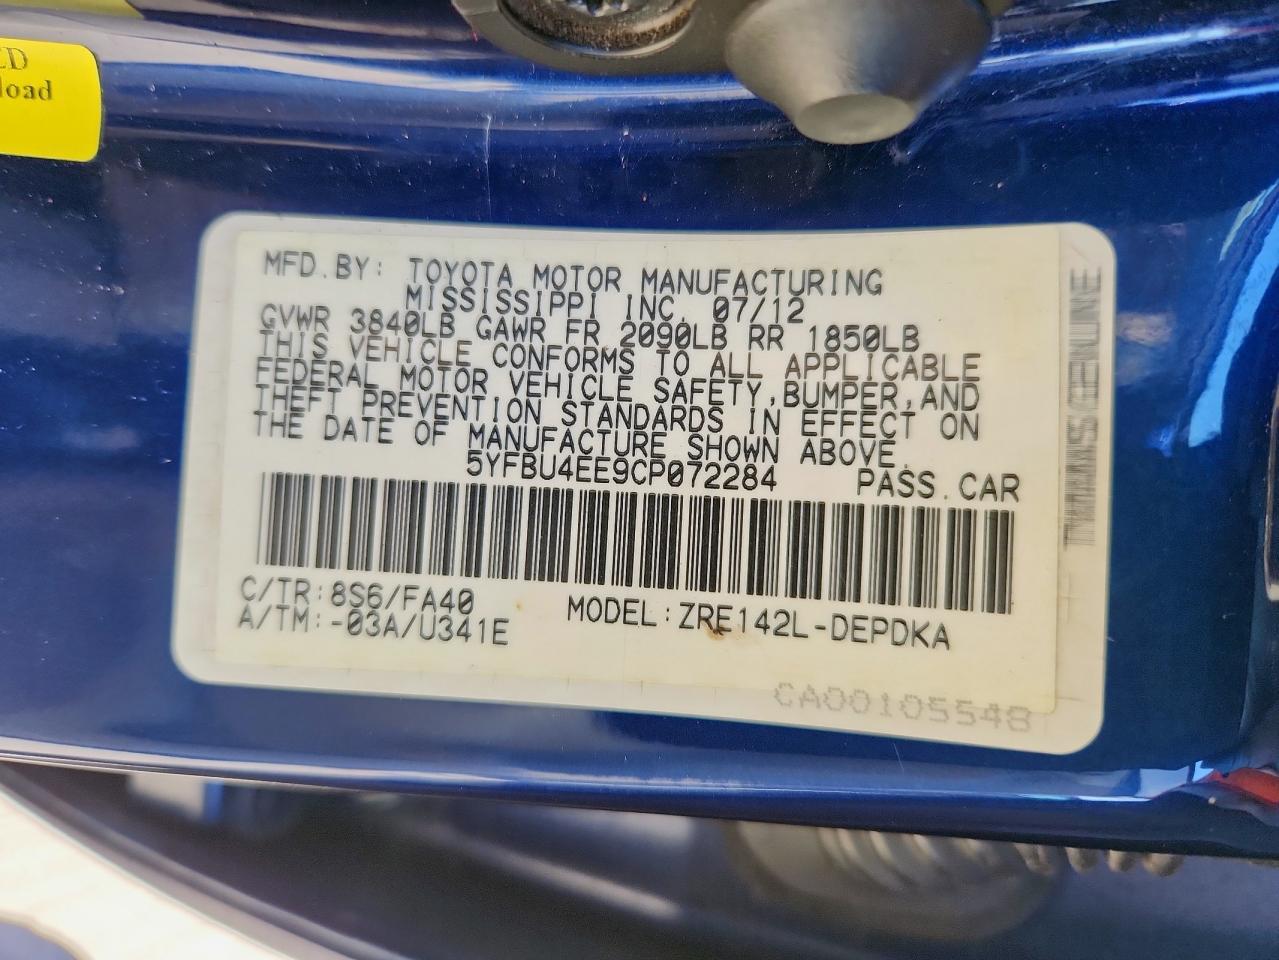 ED
load
MFD.BY: TOYOTA MOTOR MANUFACTURING
MISSISSIPPI INC. 07/12
GVWR 3840LB GAWR FR 2090LB RR 1850LB
THIS VEHICLE CONFORMS TO ALL APPLICABLE
FEDERAL MOTOR VEHICLE SAFETY,BUMPER,AND
THEFT PREVENTION STANDARDS IN EFFECT ON
THE DATE OF MANUFACTURE SHOWN ABOVE.
5YFBU4EE9CP072284 PASS.CAR
C/TR:8S6/FA40
A/TM:-03A/U341E
MODEL:ZRE142L-DEPDKA
CA00105548